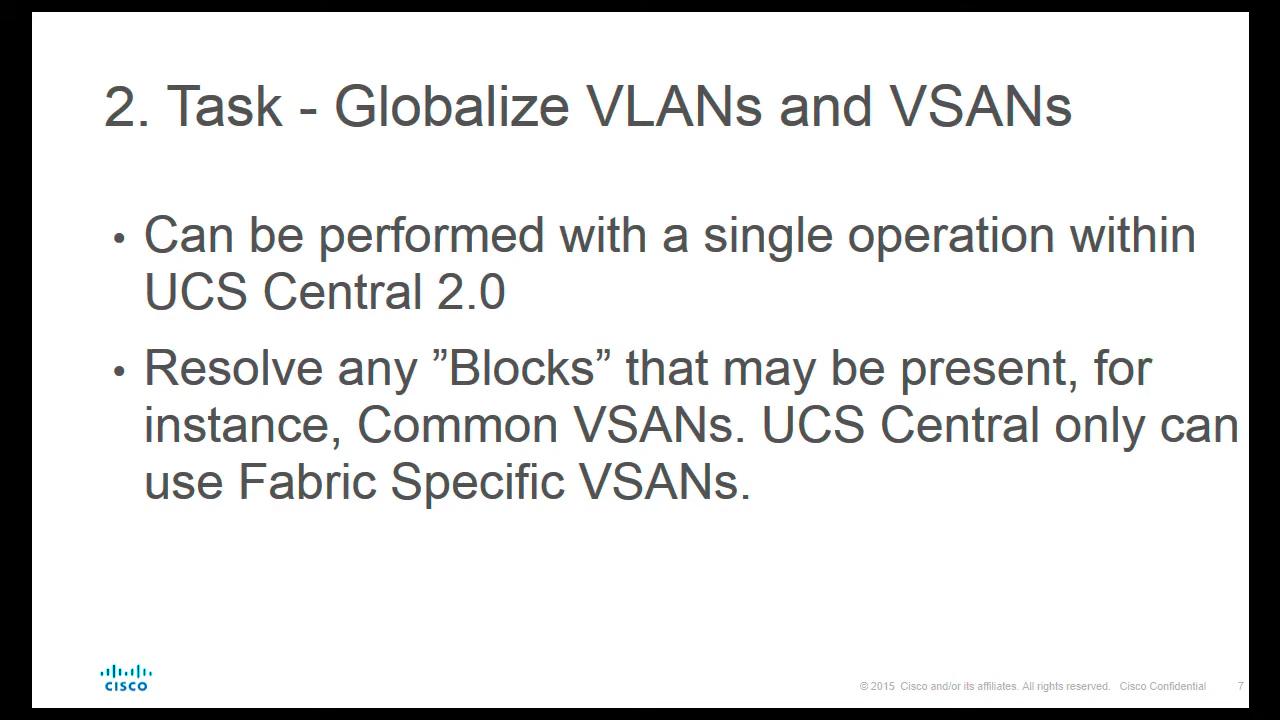 2. Task - Globalize VLANs and VSANs
• Can be performed with a single operation within
UCS Central 2.0
• Resolve any ”Blocks” that may be present, for
instance, Common VSANs. UCS Central only can
use Fabric Specific VSANs.
CISCO
© 2015 Cisco and/or its affiliates. All rights reserved. Cisco Confidential 7